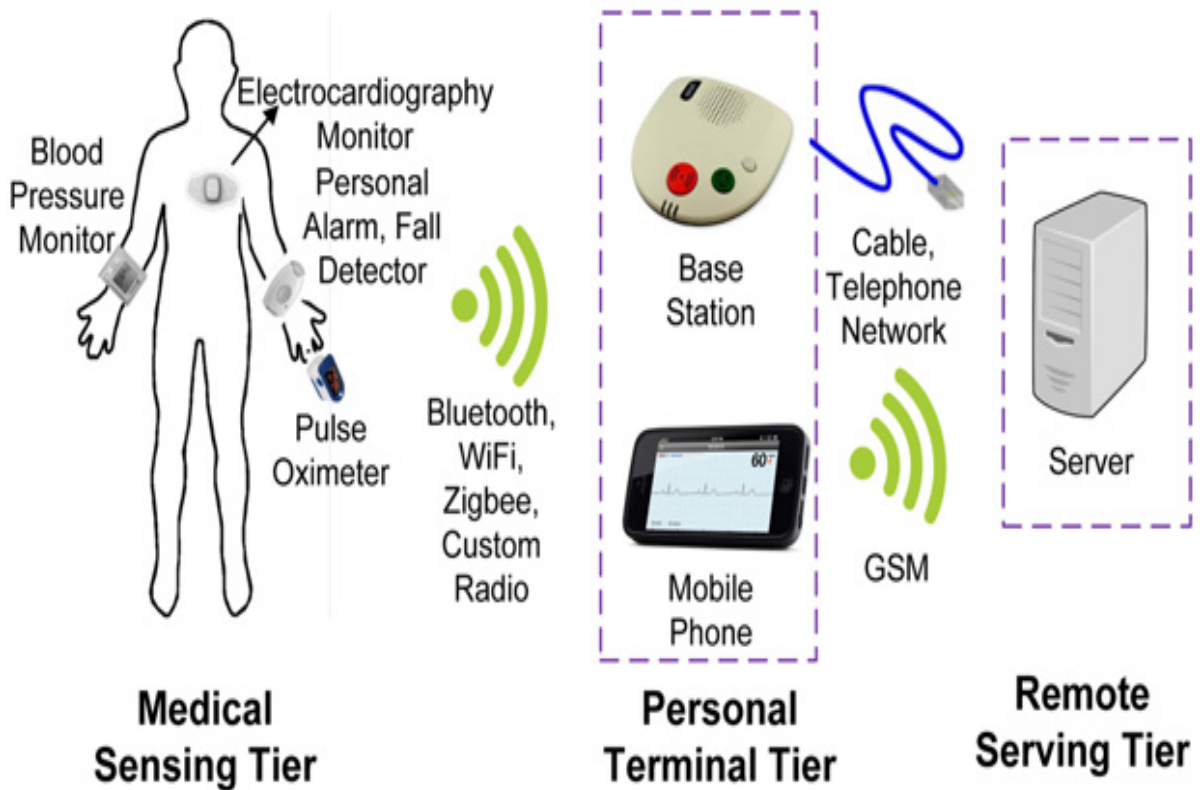 Electrocardiography
Monitor
Blood
Pressure
Monitor
Personal
Alarm, Fall
Detector
Pulse
Oximeter
Bluetooth,
WiFi,
Zigbee,
Custom
Radio
Base
Station
60
Mobile
Phone
Cable,
Telephone
Network
GSM
Server
Medical
Sensing Tier
Personal
Terminal Tier
Remote
Serving Tier